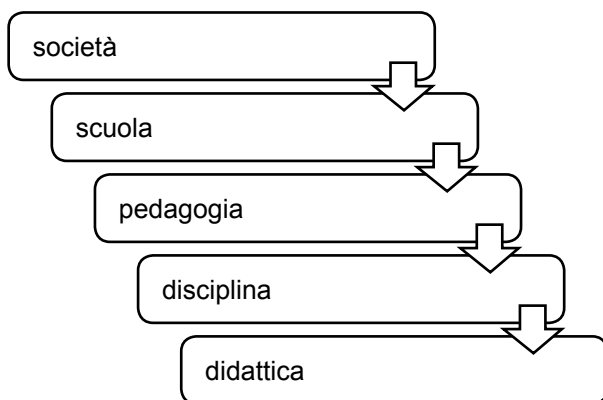 società
scuola
pedagogia
disciplina
didattica